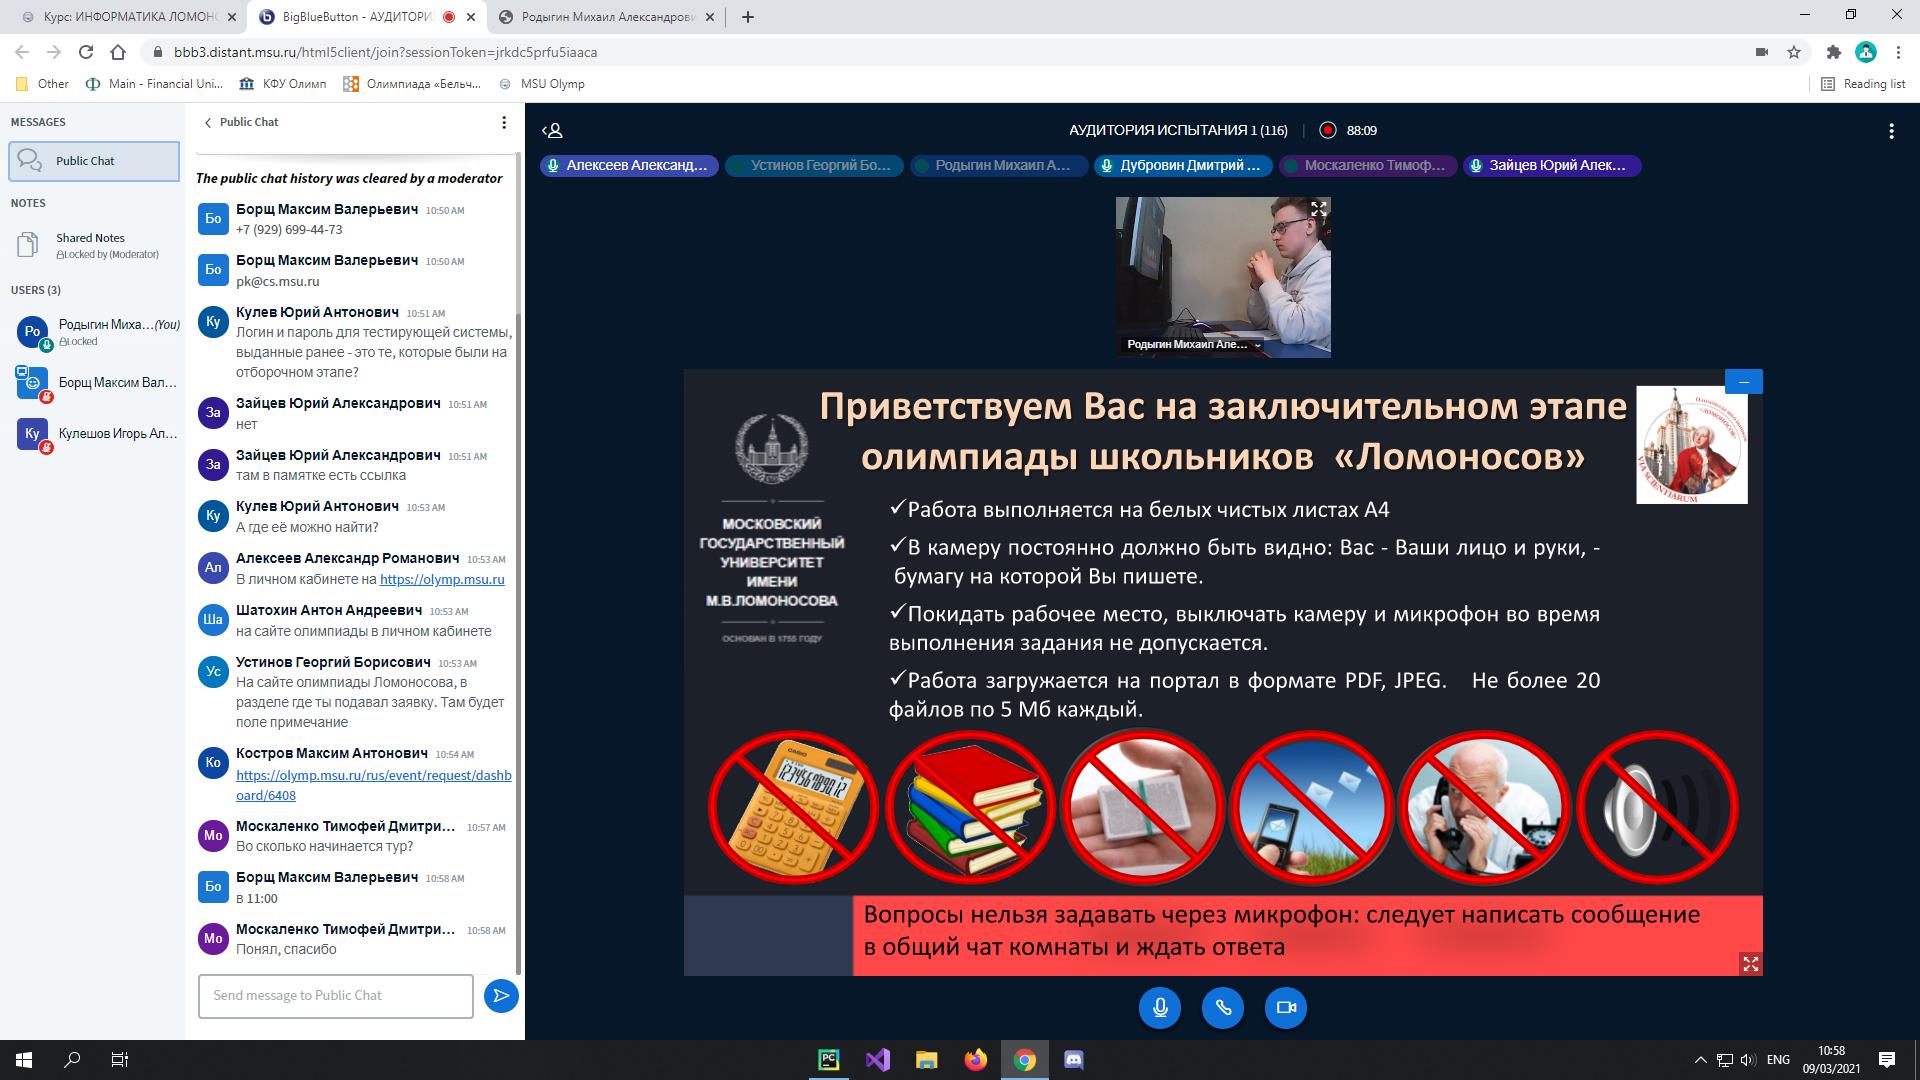 Курс: ИНФОРМАТИКА ЛОМОНО
BigBlueButton - АУДИТОРИ
Родыгин Михаил Александрови
bbb3.distant.msu.ru/html5client/join?sessionToken=jrkdc5prfu5iaaca
Other
Main - Financial Uni...
КФУ Олимп
Олимпиада «Бельч...
MSU Olymp
Reading list
MESSAGES
Public Chat
NOTES
Shared Notes
Locked by (Moderator)
USERS (3)
Ро
Родыгин Миха...(You)
Locked
Борщ Максим Вал...
Ку
Кулешов Игорь Ал...
Public Chat
The public chat history was cleared by a moderator
Бо
Борщ Максим Валерьевич 10:50 AM
+7 (929) 699-44-73
Бо
Борщ Максим Валерьевич 10:50 AM
pk@cs.msu.ru
Ку
Кулев Юрий Антонович 10:51 AM
Логин и пароль для тестирующей системы,
выданные ранее - это те, которые были на
отборочном этапе?
За
Зайцев Юрий Александрович 10:51 AM
нет
За
Зайцев Юрий Александрович 10:51 AM
там в памятке есть ссылка
Ку
Кулев Юрий Антонович 10:53 AM
А где её можно найти?
Ал
Алексеев Александр Романович 10:53 AM
В личном кабинете на https://olymp.msu.ru
Ша
Шатохин Антон Андреевич 10:53 AM
на сайте олимпиады в личном кабинете
Ус
Устинов Георгий Борисович 10:53 AM
На сайте олимпиады Ломоносова, в
разделе где ты подавал заявку. Там будет
поле примечание
Ко
Костров Максим Антонович 10:54 AM
https://olymp.msu.ru/rus/event/request/dashb
oard/6408
Мо
Москаленко Тимофей Дмитри... 10:57 AM
Во сколько начинается тур?
Бо
Борщ Максим Валерьевич 10:58 AM
в 11:00
Мо
Москаленко Тимофей Дмитри... 10:58 AM
Понял, спасибо
Send message to Public Chat
АУДИТОРИЯ ИСПЫТАНИЯ 1 (116)
88:09
Алексеев Александ...
Устинов Георгий Бо...
Родыгин Михаил А...
Дубровин Дмитрий ...
Москаленко Тимоф...
Зайцев Юрий Алек...
Родыгин Михаил Але...
Приветствуем Вас на заключительном этапе
олимпиады школьников «Ломоносов»
МОСКОВСКИЙ
ГОСУДАРСТВЕННЫЙ
УНИВЕРСИТЕТ
ИМЕНИ
М.В.ЛОМОНОСОВА
ОСНОВАН В 1755 ГОДУ
VIA SCIENTIARUM
✓Работа выполняется на белых чистых листах А4
✓В камеру постоянно должно быть видно: Вас - Ваши лицо и руки, -
бумагу на которой Вы пишете.
✓Покидать рабочее место, выключать камеру и микрофон во время
выполнения задания не допускается.
✓Работа загружается на портал в формате PDF, JPEG. Не более 20
файлов по 5 Мб каждый.
CASIO
Вопросы нельзя задавать через микрофон: следует написать сообщение
в общий чат комнаты и ждать ответа
PC
ENG
10:58
09/03/2021